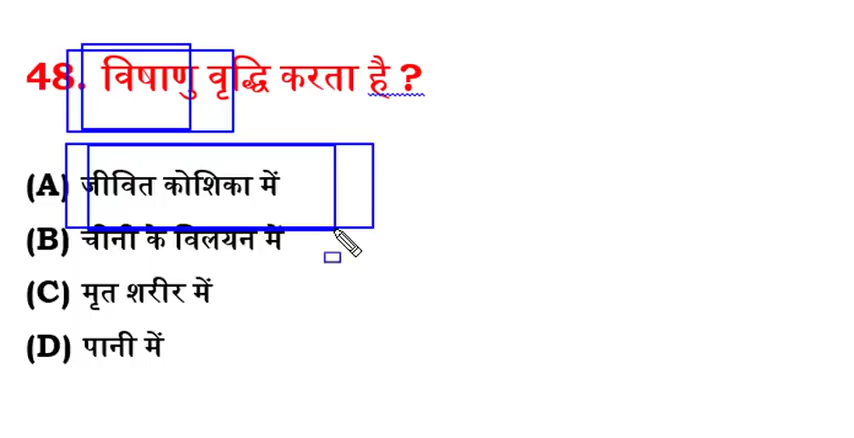 48. विषाणु वृद्धि करता है ?
(A) जीवित कोशिका में
(B) चीनी के विलयन में
(C) मृत शरीर में
(D) पानी में